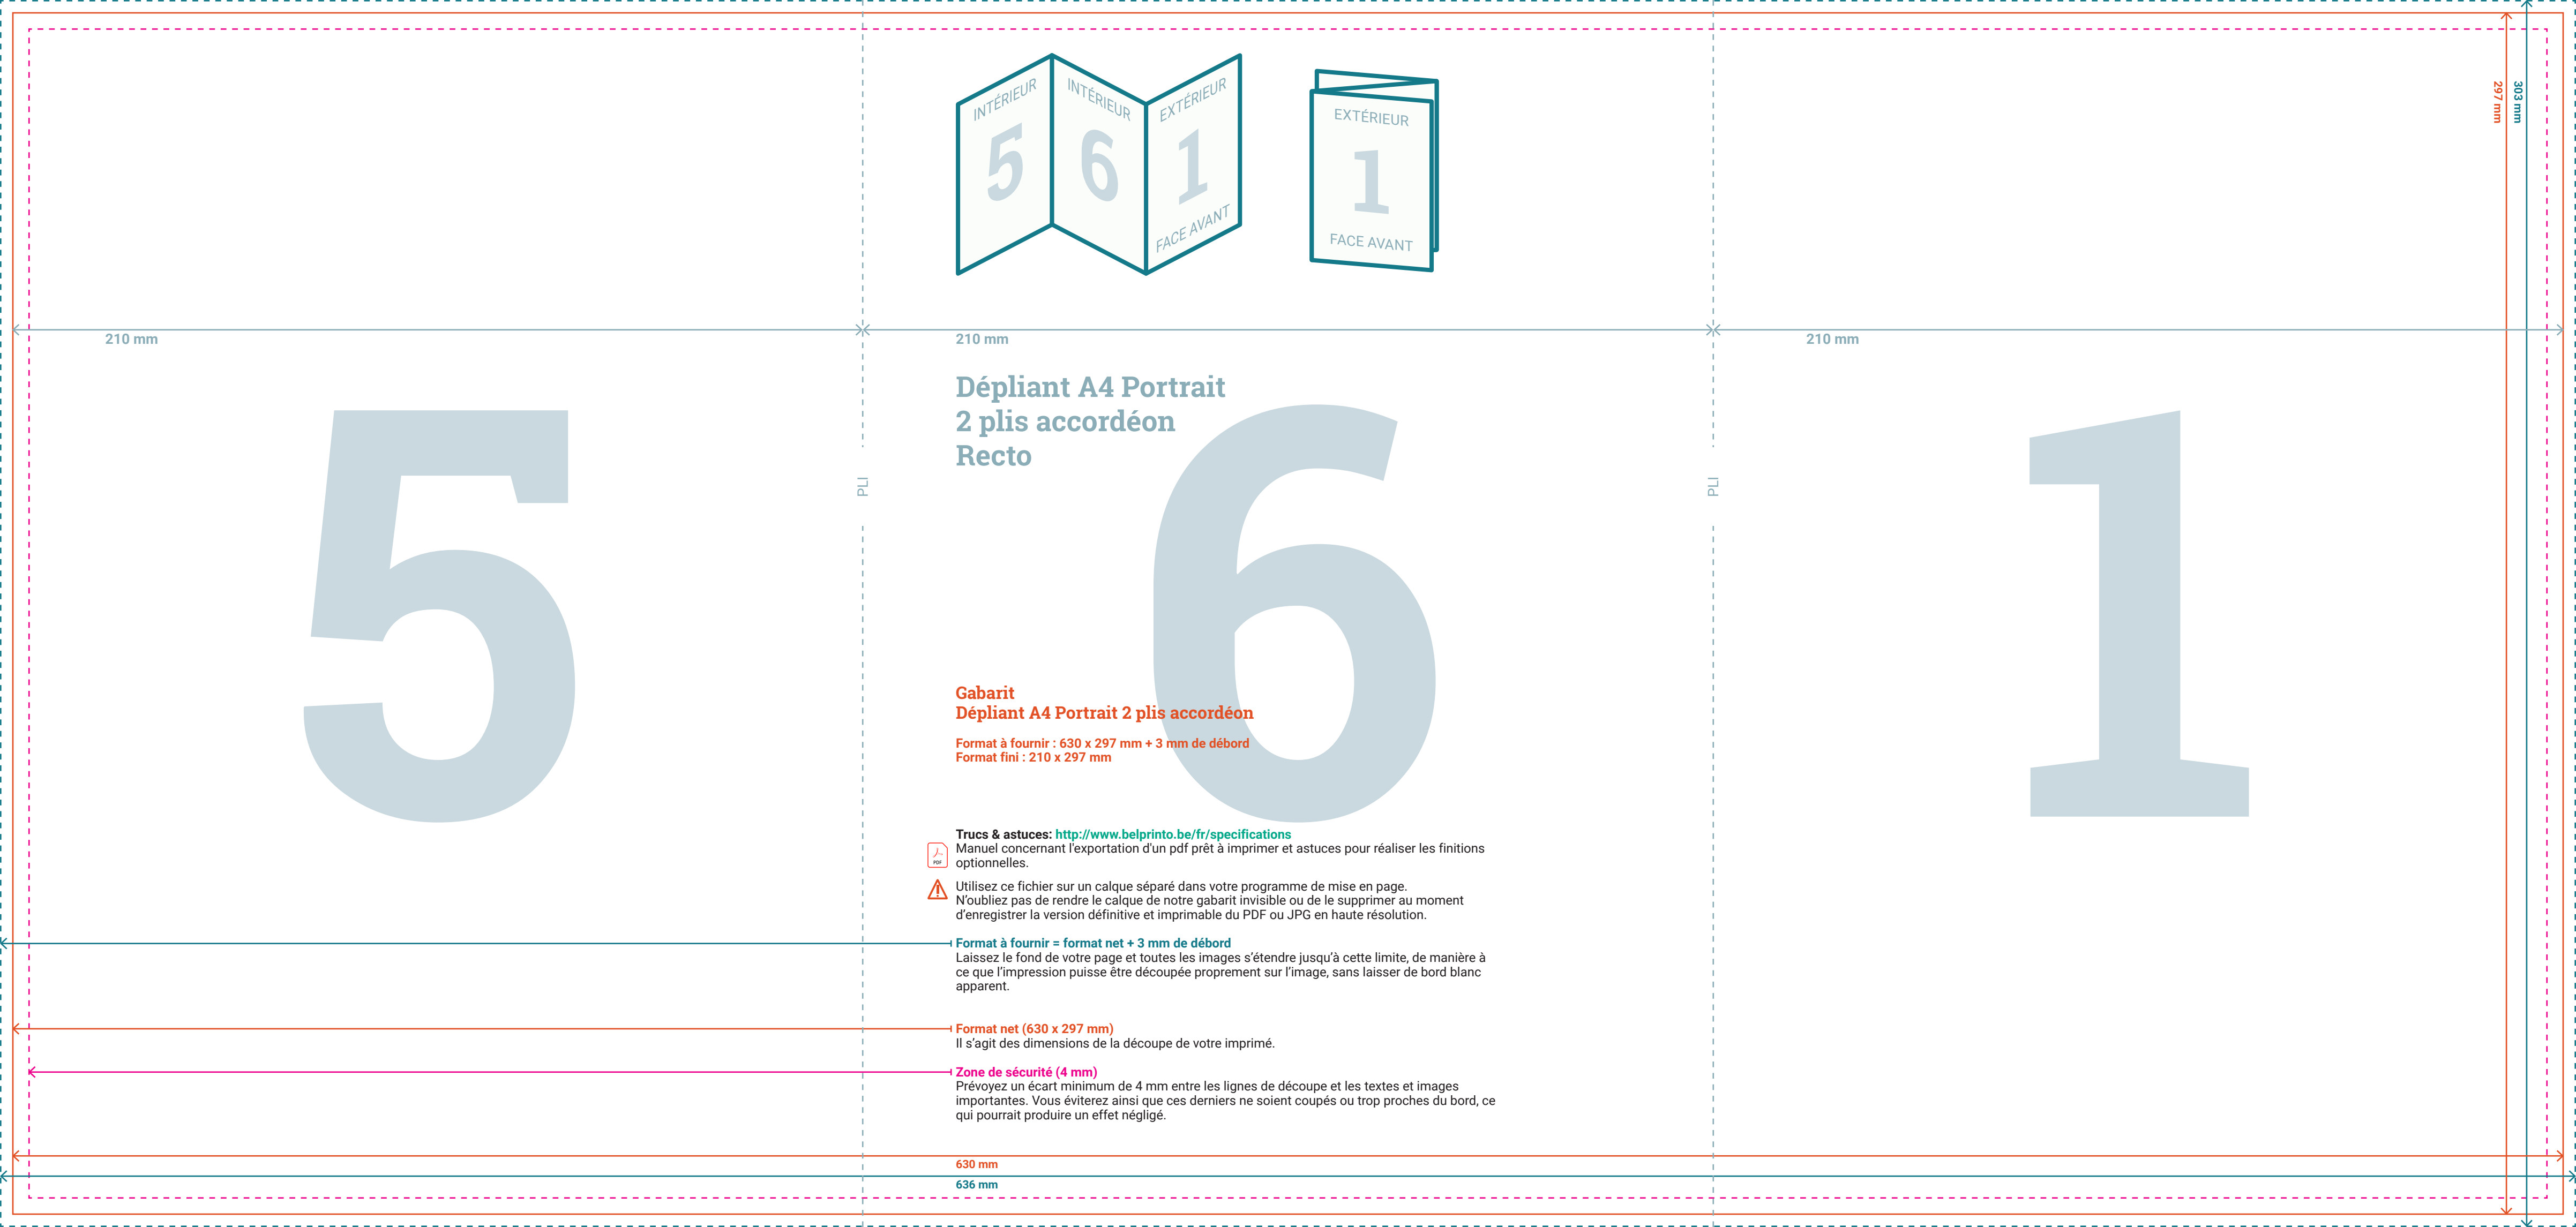 INTÉRIEUR
5
INTÉRIEUR
6
EXTÉRIEUR
1
FACE AVANT
EXTÉRIEUR
1
FACE AVANT
297 mm
303 mm
210 mm
210 mm
210 mm
Dépliant A4 Portrait
2 plis accordéon
Recto
PLI
PLI
5
6
1
Gabarit
Dépliant A4 Portrait 2 plis accordéon
Format à fournir : 630 x 297 mm + 3 mm de débord
Format fini : 210 x 297 mm
Trucs & astuces: http://www.belprinto.be/fr/specifications
PDF
Manuel concernant l'exportation d'un pdf prêt à imprimer et astuces pour réaliser les finitions
optionnelles.
Utilisez ce fichier sur un calque séparé dans votre programme de mise en page.
N’oubliez pas de rendre le calque de notre gabarit invisible ou de le supprimer au moment
d’enregistrer la version définitive et imprimable du PDF ou JPG en haute résolution.
Format à fournir = format net + 3 mm de débord
Laissez le fond de votre page et toutes les images s’étendre jusqu’à cette limite, de manière à
ce que l’impression puisse être découpée proprement sur l’image, sans laisser de bord blanc
apparent.
Format net (630 x 297 mm)
Il s’agit des dimensions de la découpe de votre imprimé.
Zone de sécurité (4 mm)
Prévoyez un écart minimum de 4 mm entre les lignes de découpe et les textes et images
importantes. Vous éviterez ainsi que ces derniers ne soient coupés ou trop proches du bord, ce
qui pourrait produire un effet négligé.
630 mm
636 mm